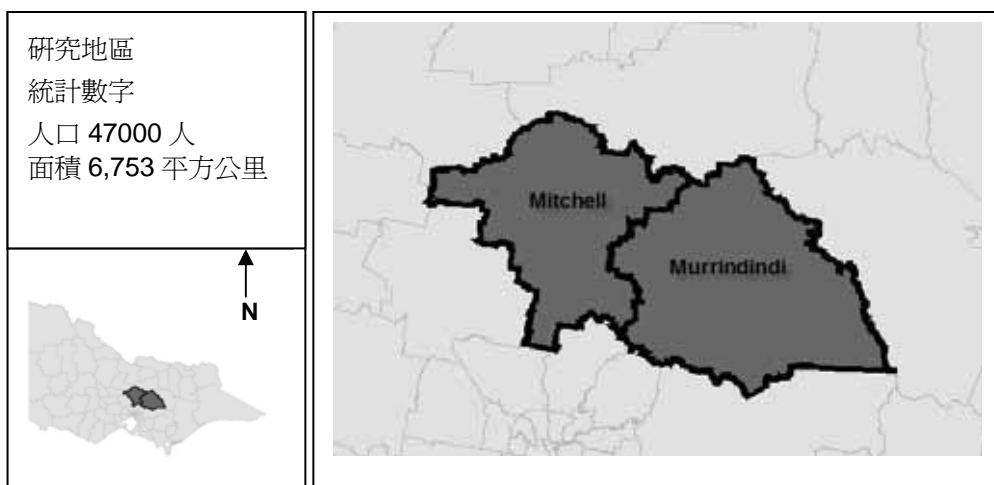 研究地區
統計數字
人口 47000 人
面積 6,753 平方公里
N
Mitchell
Murrindindi